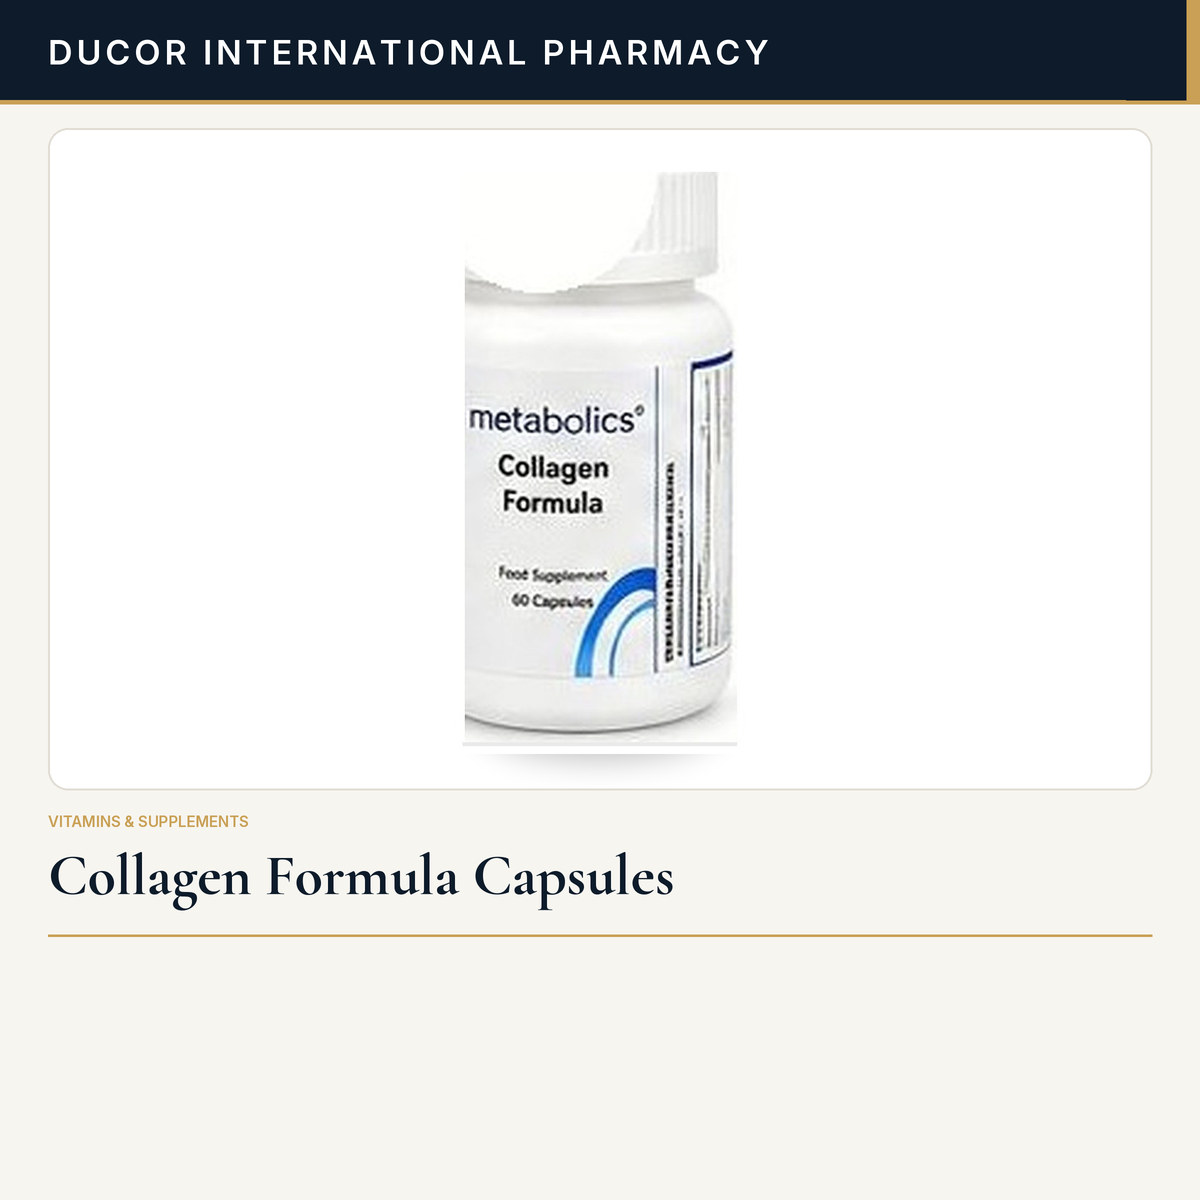 DUCOR INTERNATIONAL PHARMACY
metabolics®
Collagen
Formula
Food Supplement
60 Capsules
VITAMINS & SUPPLEMENTS
Collagen Formula Capsules